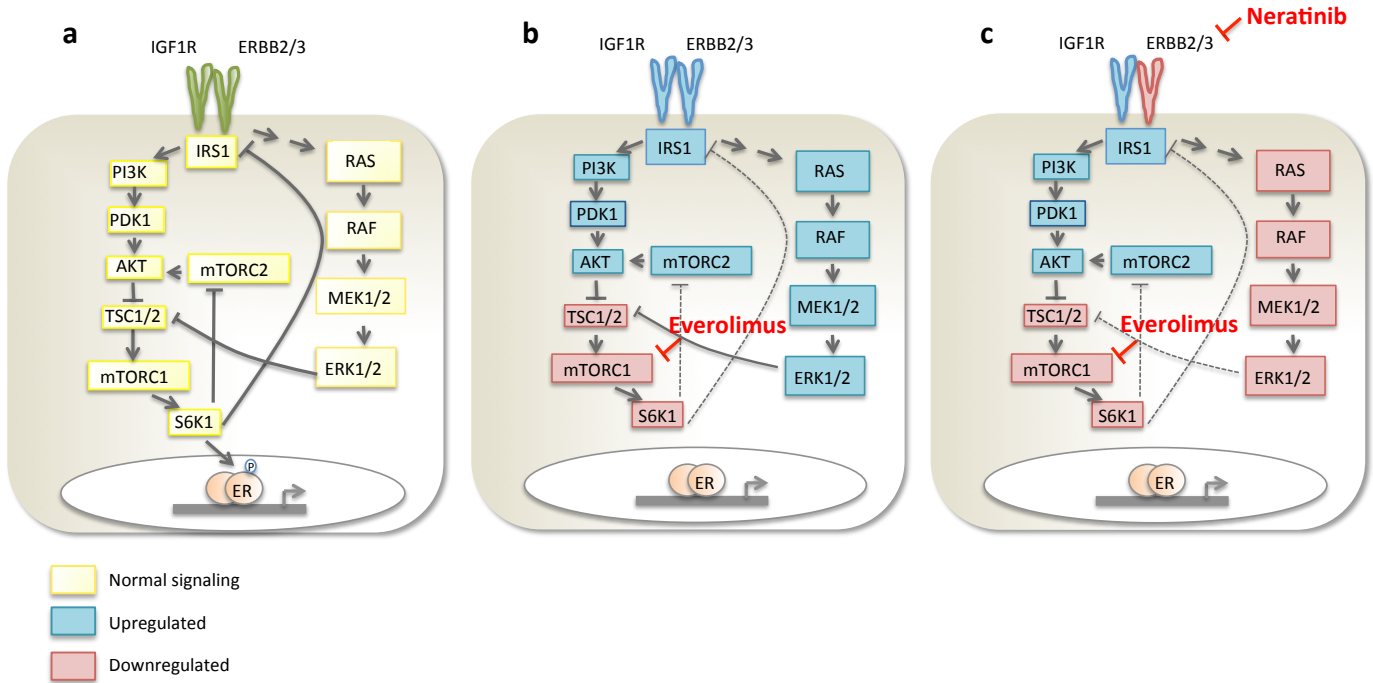 a
IGF1R ERBB2/3
IRS1
PI3K
RAS
PDK1
RAF
AKT
mTORC2
MEK1/2
TSC1/2
mTORC1
ERK1/2
S6K1
P
ER
b
IGF1R ERBB2/3
IRS1
PI3K
RAS
PDK1
RAF
AKT
mTORC2
MEK1/2
TSC1/2
Everolimus
mTORC1
ERK1/2
S6K1
ER
c
Neratinib
IGF1R ERBB2/3
IRS1
PI3K
RAS
PDK1
RAF
AKT
mTORC2
MEK1/2
TSC1/2
Everolimus
mTORC1
ERK1/2
S6K1
ER
Normal signaling
Upregulated
Downregulated